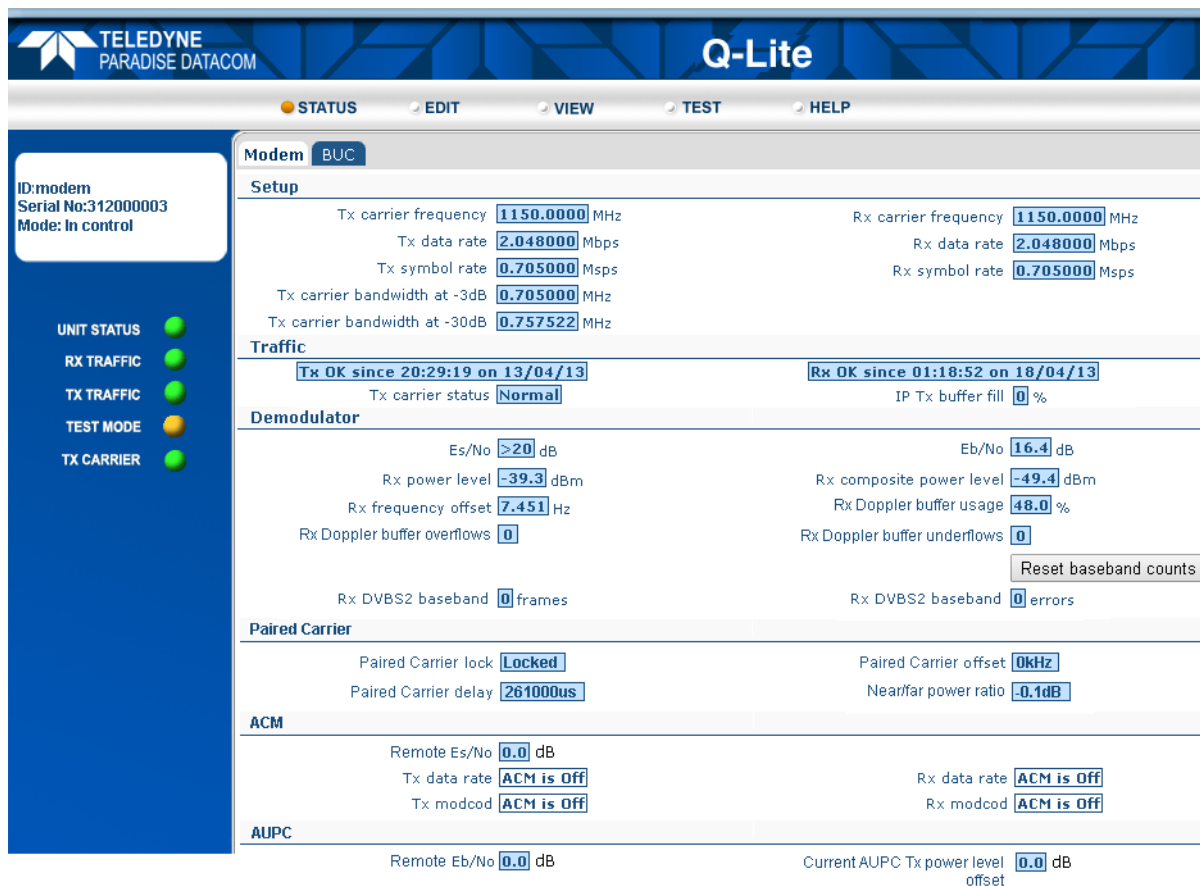 TELEDYNE
PARADISE DATACOM
Q-Lite
STATUS EDIT VIEW TEST HELP
ID:modem
Serial No:312000003
Mode: In control
UNIT STATUS
RX TRAFFIC
TX TRAFFIC
TEST MODE
TX CARRIER
Modem BUC
Setup
Tx carrier frequency 1150.0000 MHz Rx carrier frequency 1150.0000 MHz
Tx data rate 2.048000 Mbps Rx data rate 2.048000 Mbps
Tx symbol rate 0.705000 Msps Rx symbol rate 0.705000 Msps
Tx carrier bandwidth at -3dB 0.705000 MHz
Tx carrier bandwidth at -30dB 0.757522 MHz
Traffic
Tx OK since 20:29:19 on 13/04/13 Rx OK since 01:18:52 on 18/04/13
Tx carrier status Normal IP Tx buffer fill 0 %
Demodulator
Es/No >20 dB Eb/No 16.4 dB
Rx power level -39.3 dBm Rx composite power level -49.4 dBm
Rx frequency offset 7.451 Hz Rx Doppler buffer usage 48.0 %
Rx Doppler buffer overflows 0 Rx Doppler buffer underflows 0
Reset baseband counts
Rx DVBS2 baseband 0 frames Rx DVBS2 baseband 0 errors
Paired Carrier
Paired Carrier lock Locked Paired Carrier offset 0kHz
Paired Carrier delay 261000us Near/far power ratio -0.1dB
ACM
Remote Es/No 0.0 dB
Tx data rate ACM is Off Rx data rate ACM is Off
Tx modcod ACM is Off Rx modcod ACM is Off
AUPC
Remote Eb/No 0.0 dB Current AUPC Tx power level 0.0 dB
offset